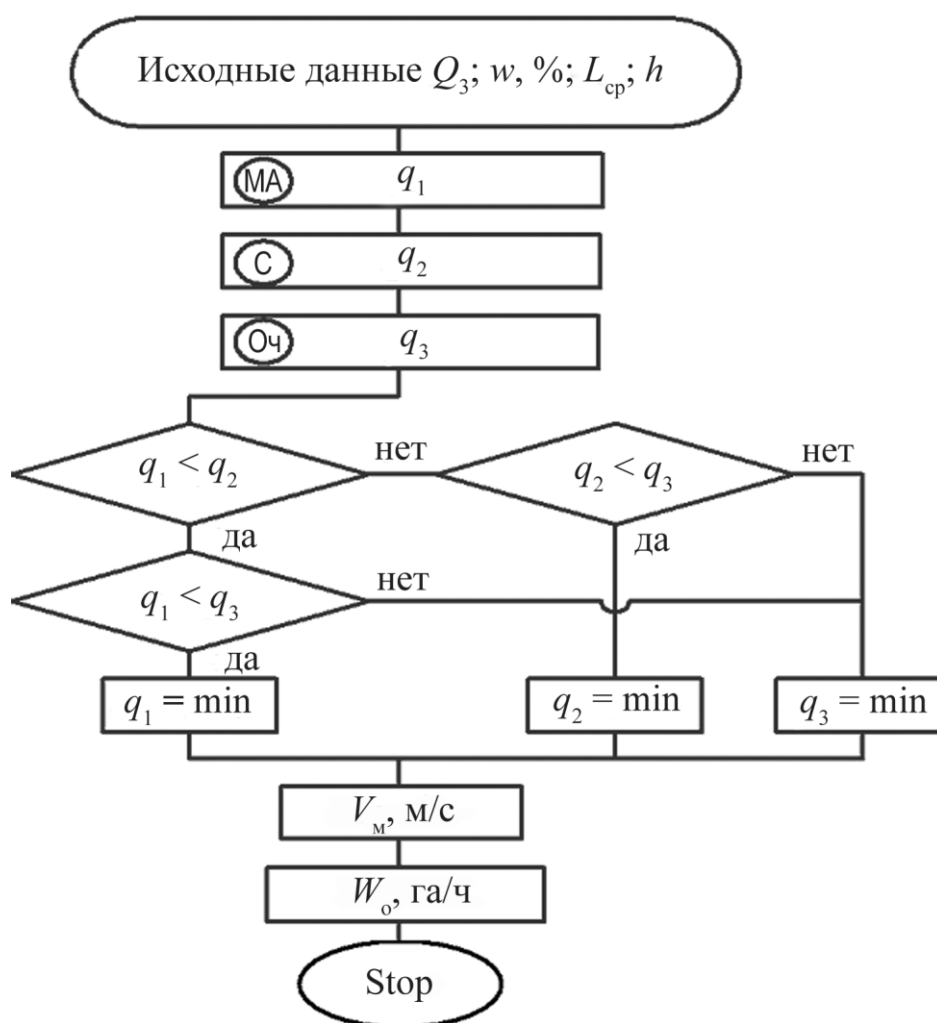 Исходные данные Q₃; w, %; Lср; h
МА q₁
С q₂
Оч q₃
q₁ < q₂
нет
q₂ < q₃
нет
да
да
q₁ < q₃
нет
да
q₁ = min
q₂ = min
q₃ = min
Vм, м/с
Wо, га/ч
Stop